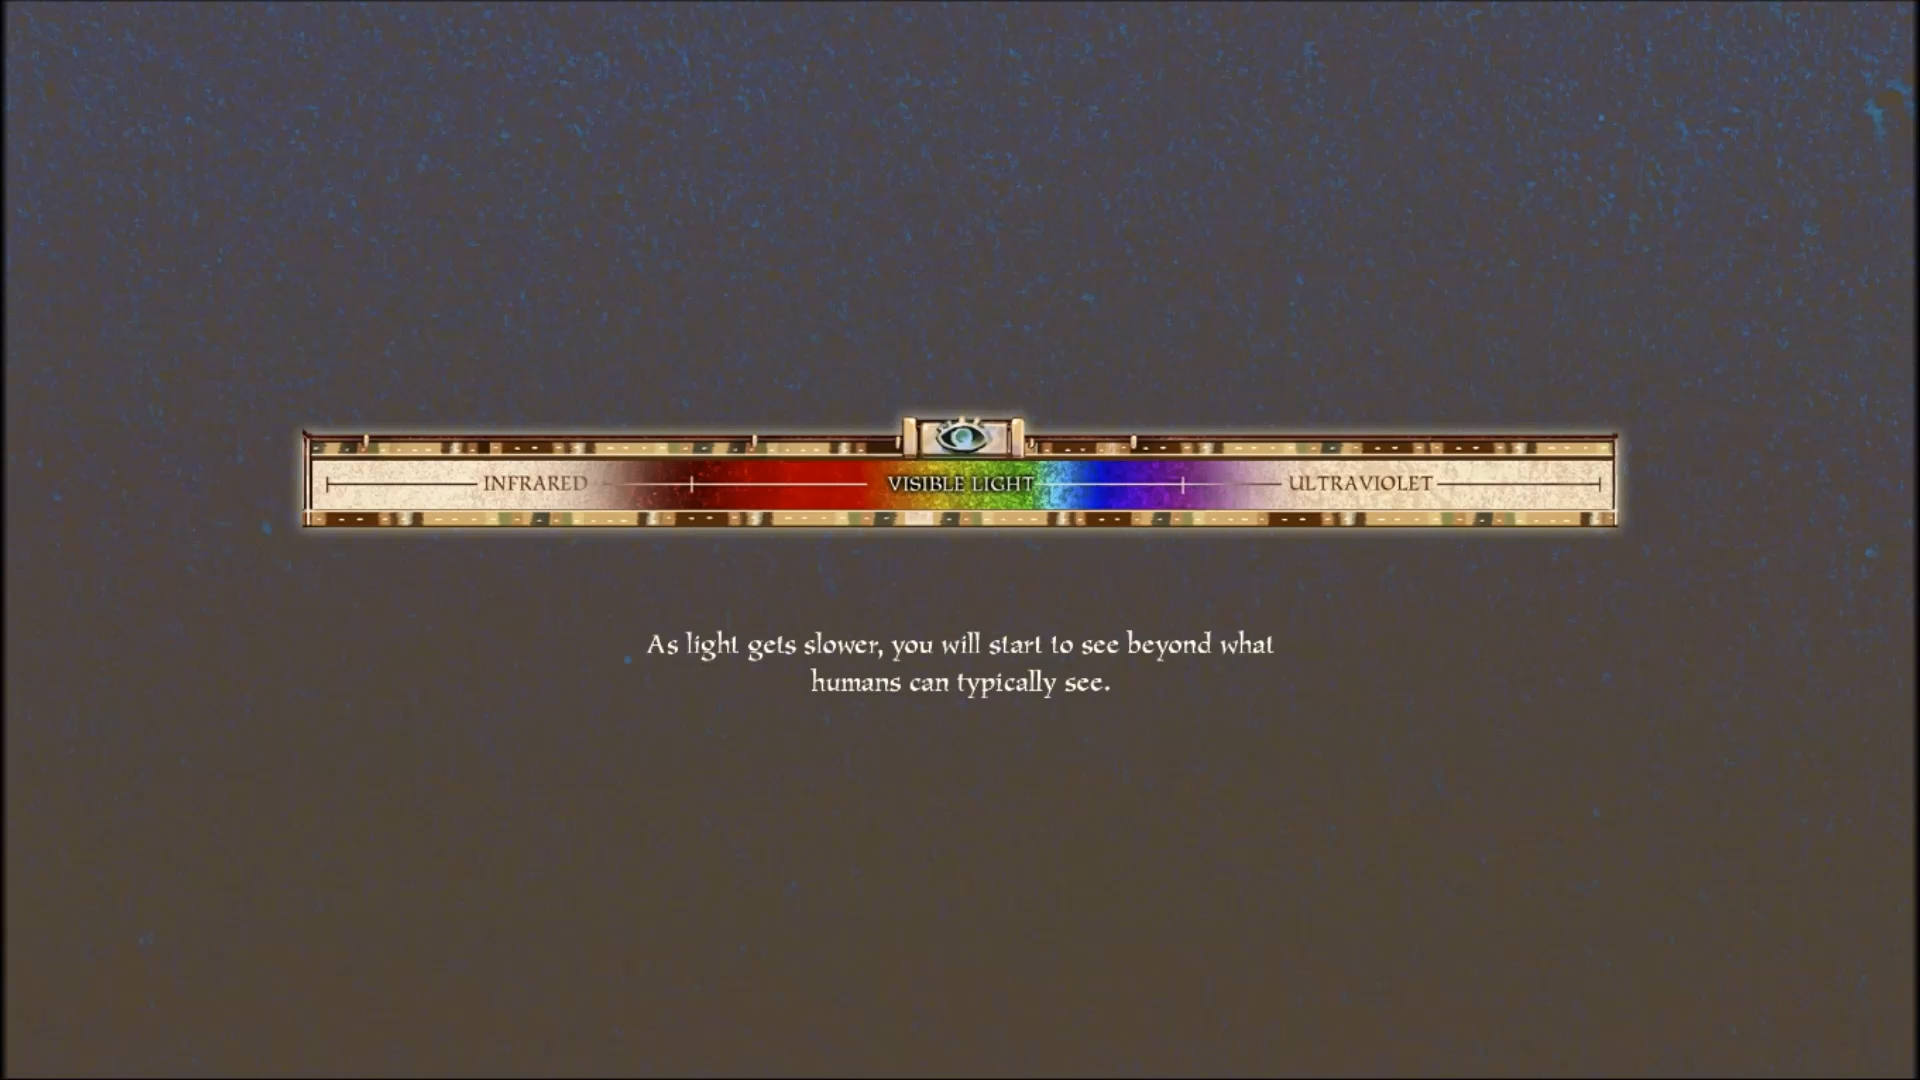 INFRARED VISIBLE LIGHT ULTRAVIOLET
As light gets slower, you will start to see beyond what
humans can typically see.